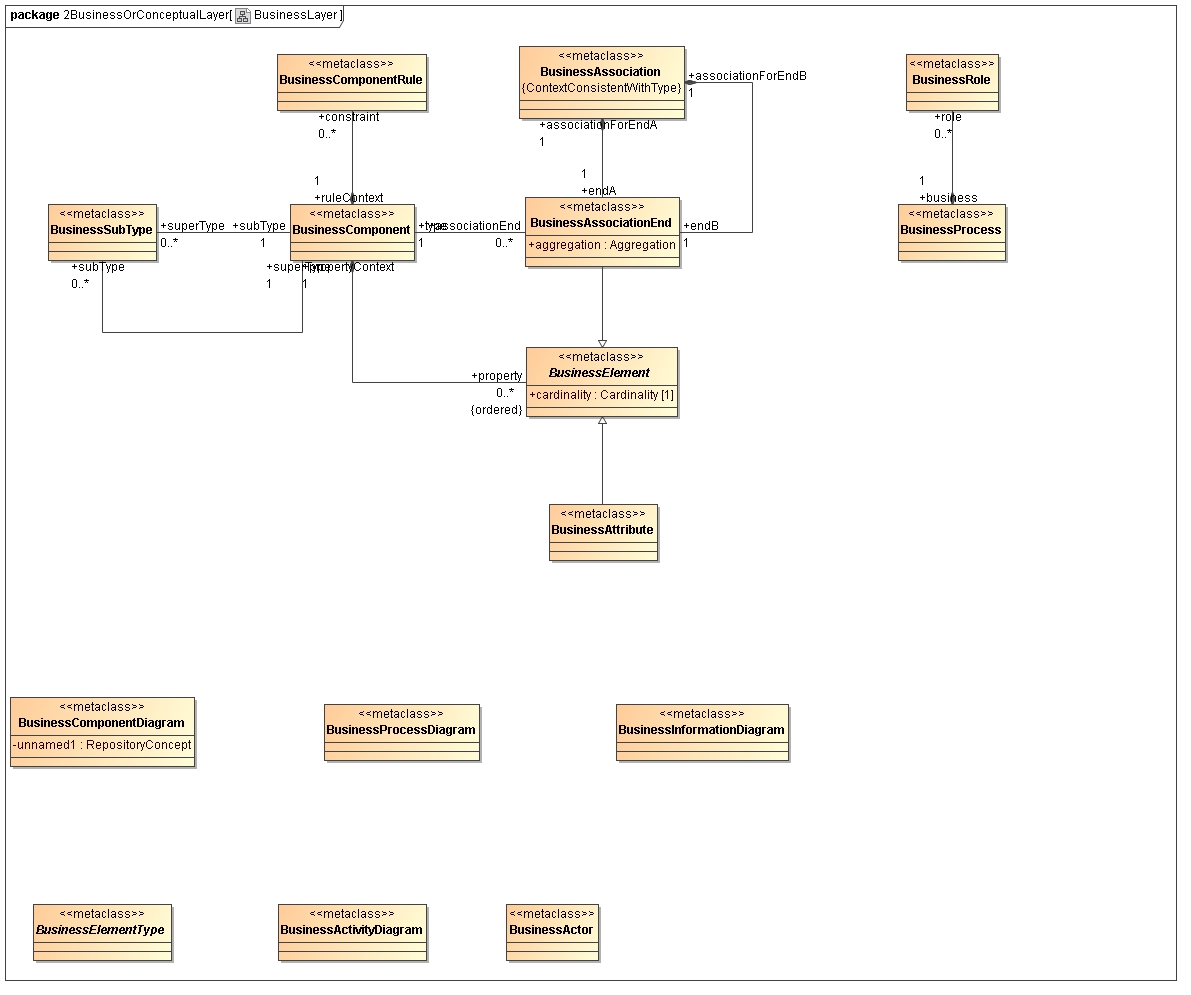 package 2BusinessOrConceptualLayer[ BusinessLayer ]
<<metaclass>>
BusinessComponentRule
<<metaclass>>
BusinessAssociation
{ContextConsistentWithType}
<<metaclass>>
BusinessRole
+associationForEndB
1
+constraint
0..*
+associationForEndA
1
+role
0..*
1
+ruleContext
1
+endA
1
+business
<<metaclass>>
BusinessSubType
+superType
0..*
+subType
1
<<metaclass>>
BusinessComponent
+type
1
+associationEnd
0..*
<<metaclass>>
BusinessAssociationEnd
+aggregation : Aggregation
+endB
1
<<metaclass>>
BusinessProcess
+subType
0..*
+superType
1
+propertyContext
1
+property
0..*
{ordered}
<<metaclass>>
BusinessElement
+cardinality : Cardinality [1]
<<metaclass>>
BusinessAttribute
<<metaclass>>
BusinessComponentDiagram
-unnamed1 : RepositoryConcept
<<metaclass>>
BusinessProcessDiagram
<<metaclass>>
BusinessInformationDiagram
<<metaclass>>
BusinessElementType
<<metaclass>>
BusinessActivityDiagram
<<metaclass>>
BusinessActor